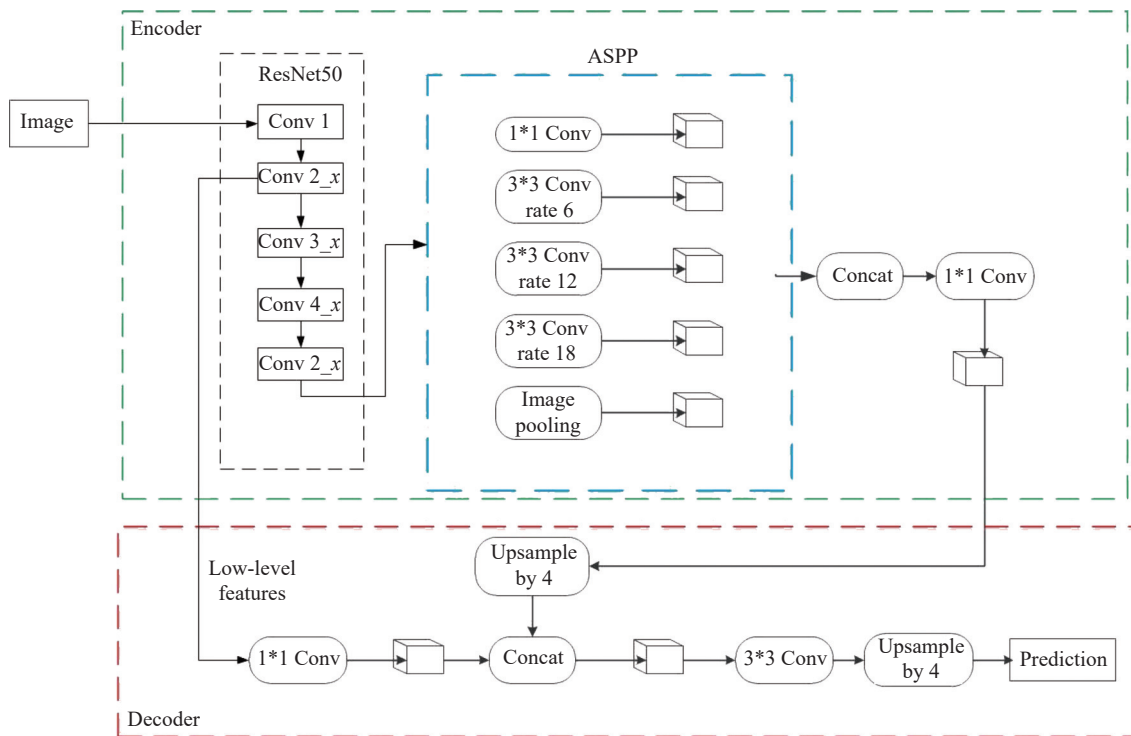 Encoder
ResNet50
ASPP
Image
Conv 1
Conv 2_x
Conv 3_x
Conv 4_x
Conv 2_x
1*1 Conv
3*3 Conv
rate 6
3*3 Conv
rate 12
3*3 Conv
rate 18
Image
pooling
Concat
1*1 Conv
Upsample
by 4
Low-level
features
1*1 Conv
Concat
3*3 Conv
Upsample
by 4
Prediction
Decoder